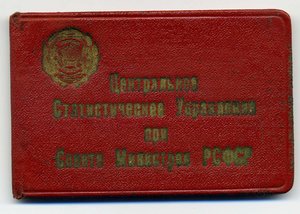 Центральное
Статистическое Управление
при
Совете Министров РСФСР